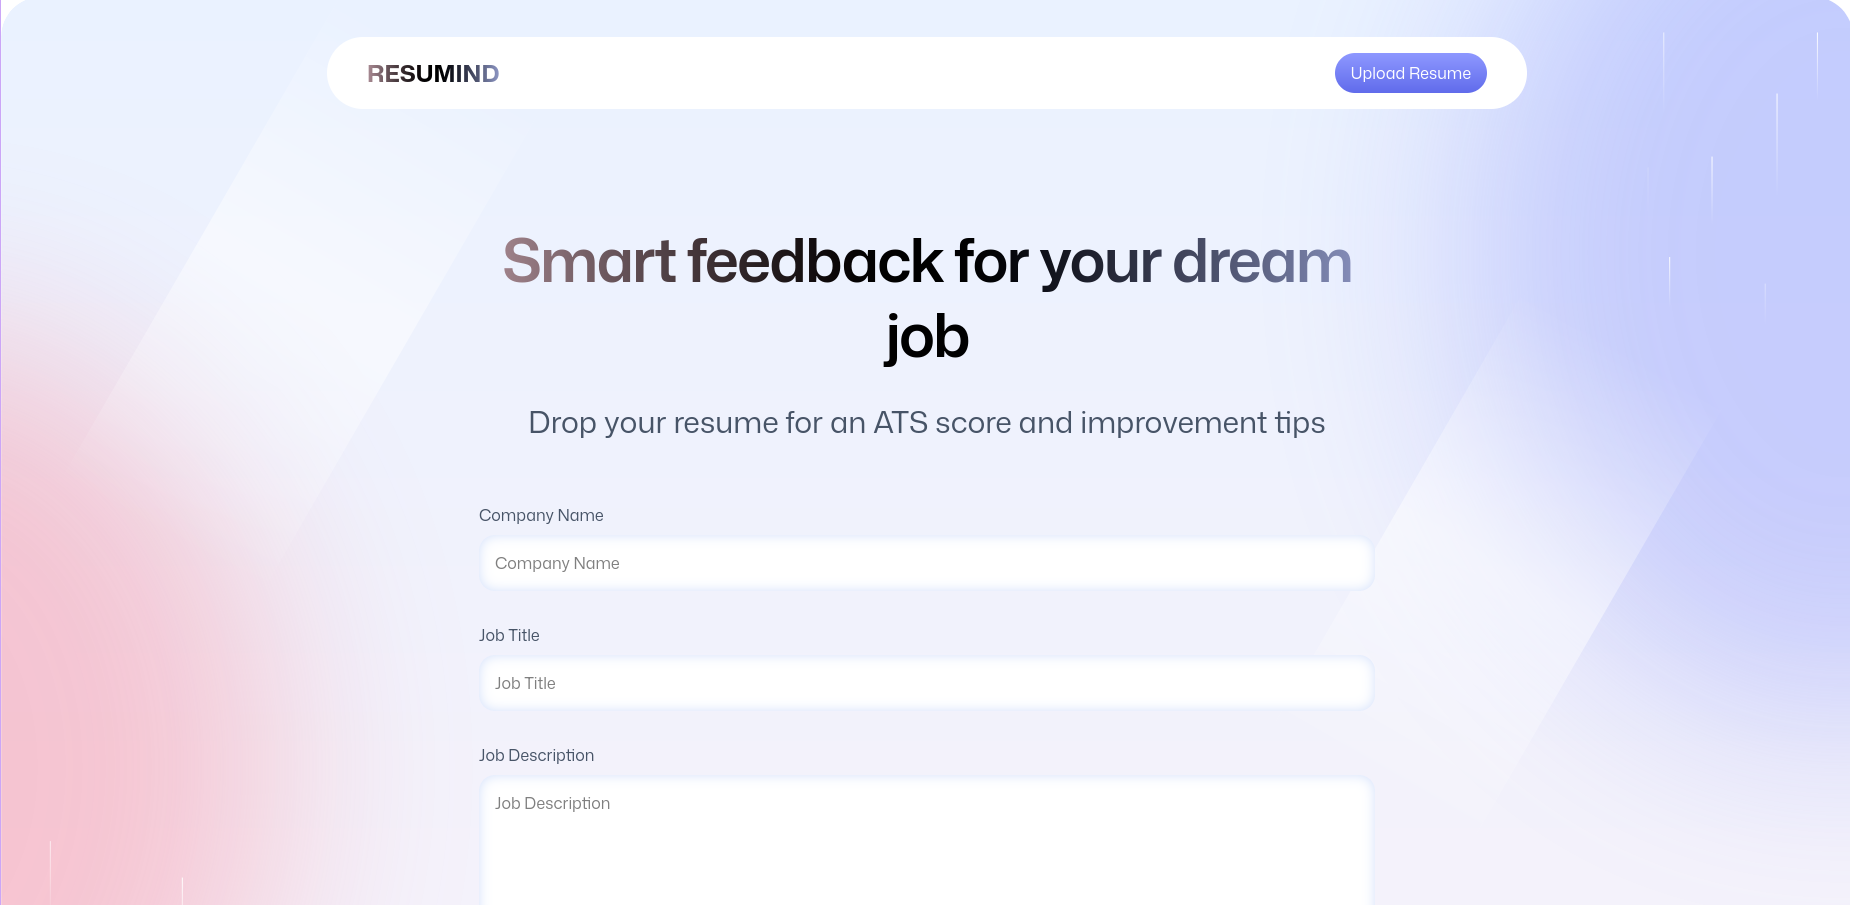 RESUMIND
Upload Resume
Smart feedback for your dream
job
Drop your resume for an ATS score and improvement tips
Company Name
Company Name
Job Title
Job Title
Job Description
Job Description